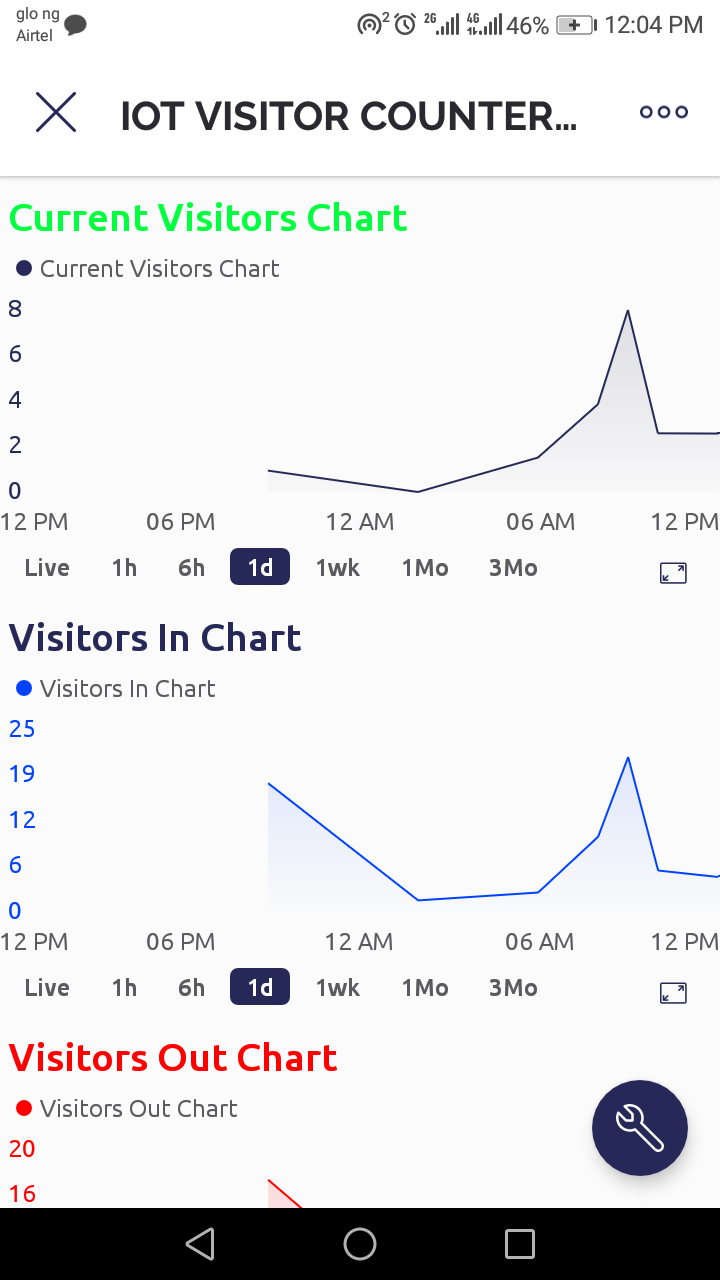 glo ng
Airtel
2 2G 4G 46% 12:04 PM
IOT VISITOR COUNTER...
Current Visitors Chart
Current Visitors Chart
8
6
4
2
0
12 PM 06 PM 12 AM 06 AM 12 PM
Live 1h 6h 1d 1wk 1Mo 3Mo
Visitors In Chart
Visitors In Chart
25
19
12
6
0
12 PM 06 PM 12 AM 06 AM 12 PM
Live 1h 6h 1d 1wk 1Mo 3Mo
Visitors Out Chart
Visitors Out Chart
20
16